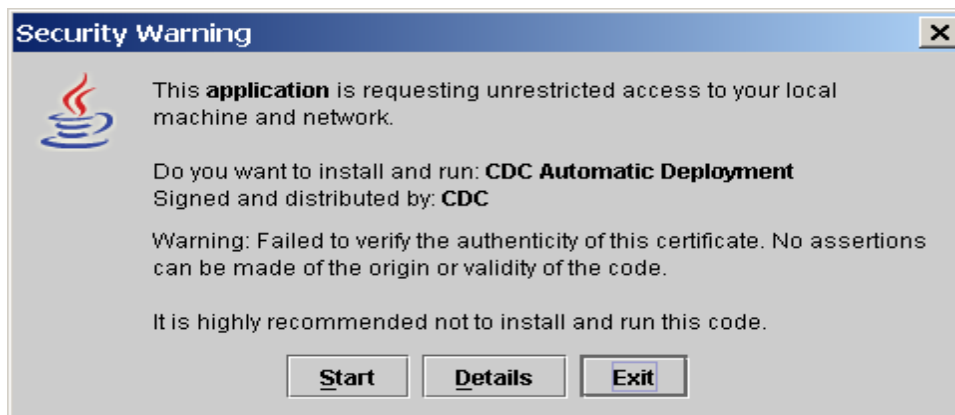 Security Warning
This application is requesting unrestricted access to your local
machine and network.
Do you want to install and run: CDC Automatic Deployment
Signed and distributed by: CDC
Warning: Failed to verify the authenticity of this certificate. No assertions
can be made of the origin or validity of the code.
It is highly recommended not to install and run this code.
Start Details Exit